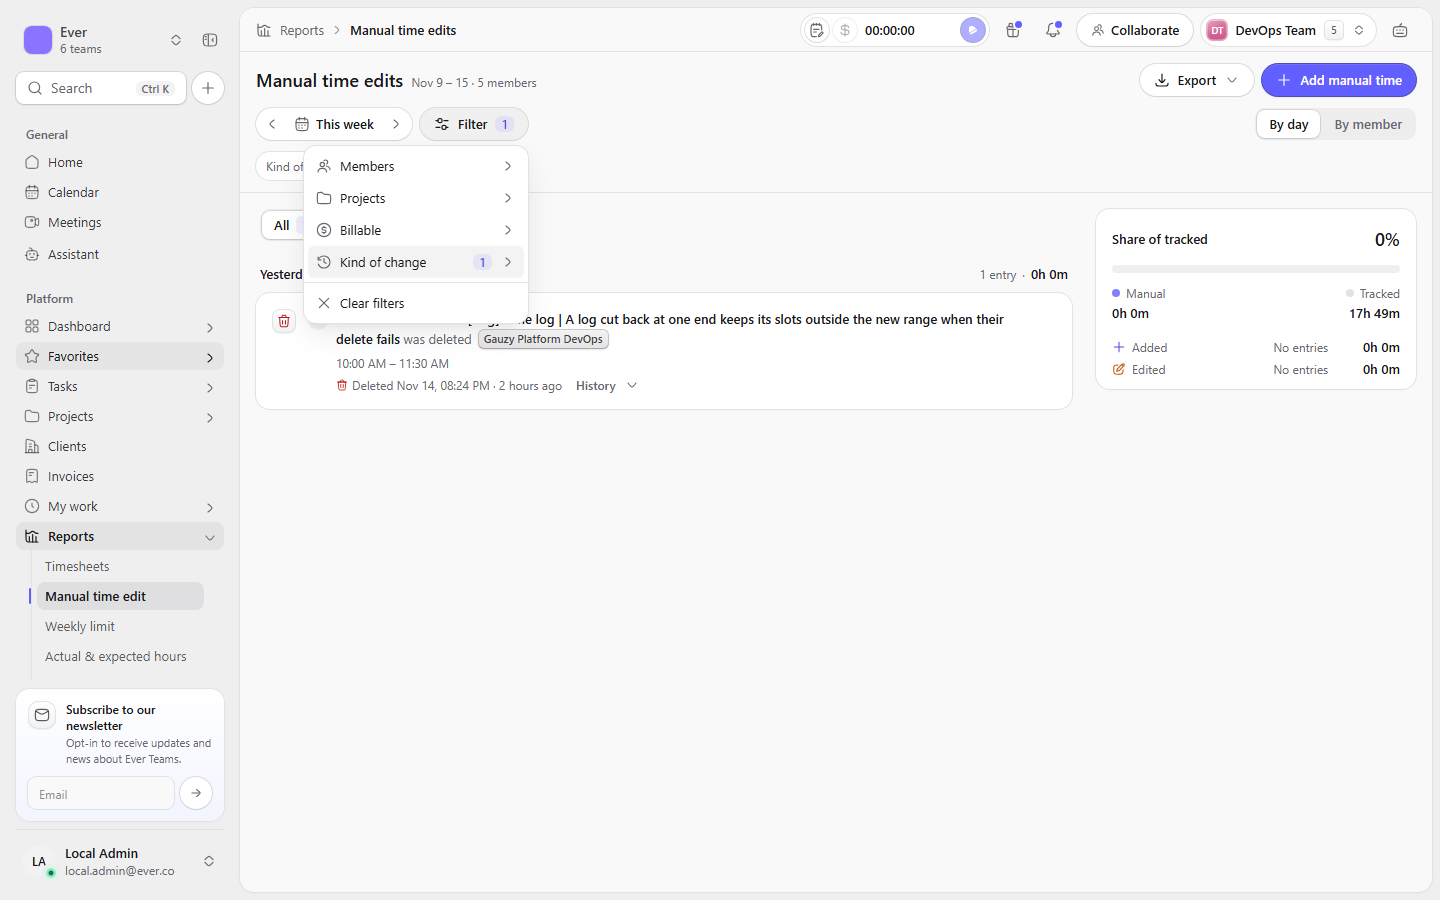 Ever
6 teams
Search
Ctrl K
General
Home
Calendar
Meetings
Assistant
Platform
Dashboard
Favorites
Tasks
Projects
Clients
Invoices
My work
Reports
Timesheets
Manual time edit
Weekly limit
Actual & expected hours
Subscribe to our
newsletter
Opt-in to receive updates and
news about Ever Teams.
Email
LA
Local Admin
local.admin@ever.co
Reports
Manual time edits
00:00:00
Collaborate
DT
DevOps Team
5
Manual time edits
Nov 9 – 15 · 5 members
Export
Add manual time
This week
Filter
1
By day
By member
Kind of
Members
Projects
Billable
Kind of change
1
Clear filters
All
1 entry · 0h 0m
log | A log cut back at one end keeps its slots outside the new range when their
delete fails was deleted
Gauzy Platform DevOps
10:00 AM – 11:30 AM
Deleted Nov 14, 08:24 PM · 2 hours ago
History
Share of tracked
0%
Manual
Tracked
0h 0m
17h 49m
Added
No entries
0h 0m
Edited
No entries
0h 0m